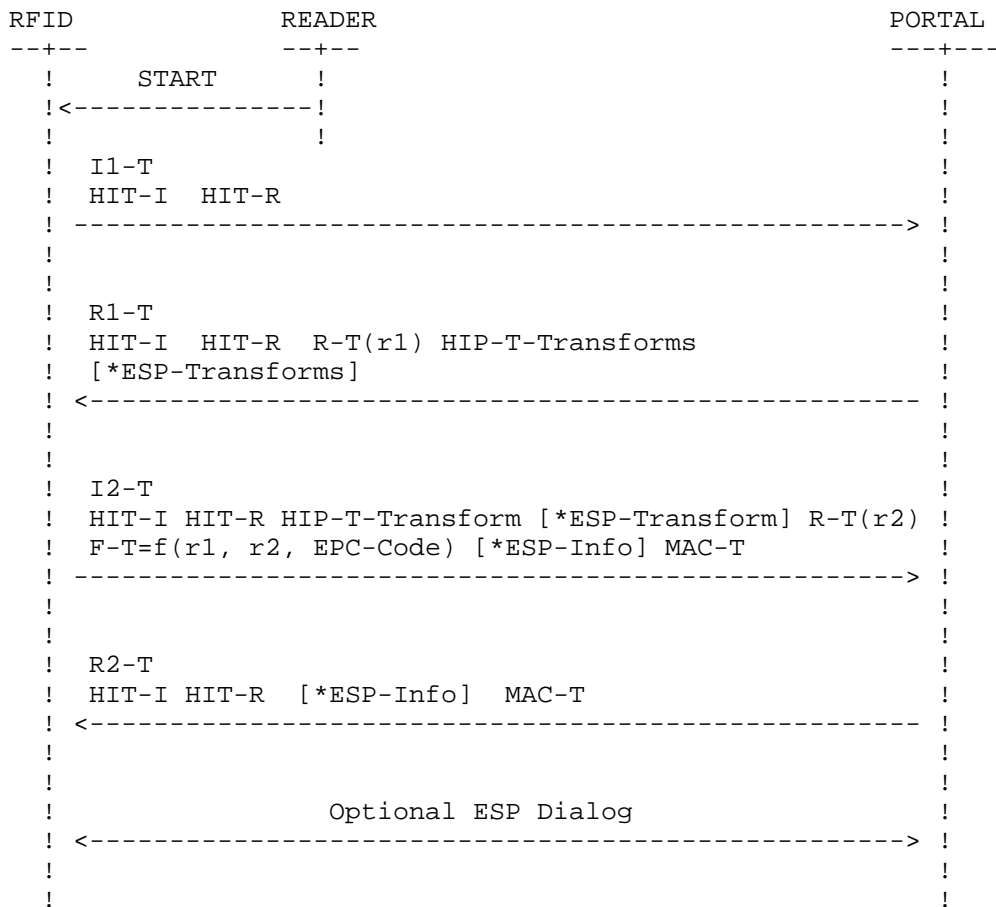 RFID             READER                                PORTAL
--+--            --+--                                 ---+---
  !     START      !                                      !
  !<---------------!                                      !
  !                !                                      !
  !  I1-T                                                 !
  !  HIT-I  HIT-R                                         !
  ! ----------------------------------------------------> !
  !                                                       !
  !                                                       !
  !  R1-T                                                 !
  !  HIT-I  HIT-R  R-T(r1) HIP-T-Transforms               !
  !  [*ESP-Transforms]                                    !
  ! <---------------------------------------------------- !
  !                                                       !
  !                                                       !
  !  I2-T                                                 !
  !  HIT-I HIT-R HIP-T-Transform [*ESP-Transform] R-T(r2) !
  !  F-T=f(r1, r2, EPC-Code) [*ESP-Info] MAC-T            !
  ! ----------------------------------------------------> !
  !                                                       !
  !                                                       !
  !  R2-T                                                 !
  !  HIT-I HIT-R  [*ESP-Info]  MAC-T                      !
  ! <---------------------------------------------------- !
  !                                                       !
  !                                                       !
  !                 Optional ESP Dialog                   !
  ! <---------------------------------------------------> !
  !                                                       !
  !                                                       !